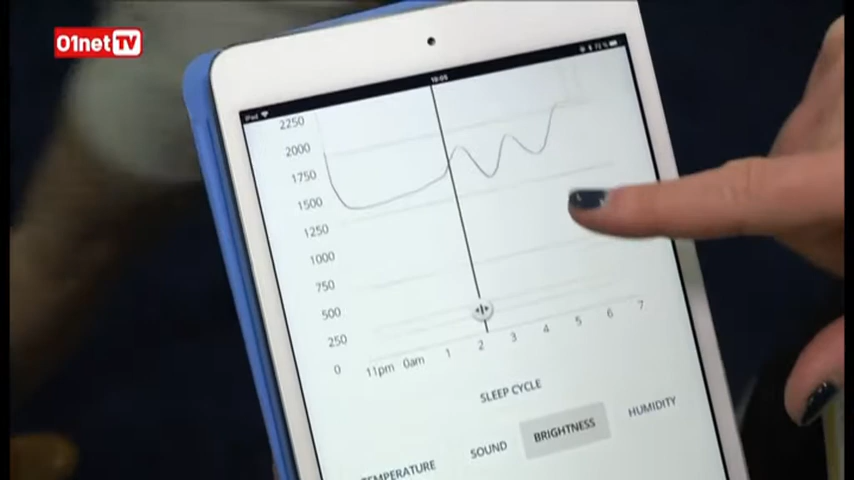 01netTV
iPad
2250
2000
1750
1500
1250
1000
750
500
250
0
11pm 0am 1 2 3 4 5 6 7
SLEEP CYCLE
TEMPERATURE SOUND BRIGHTNESS HUMIDITY